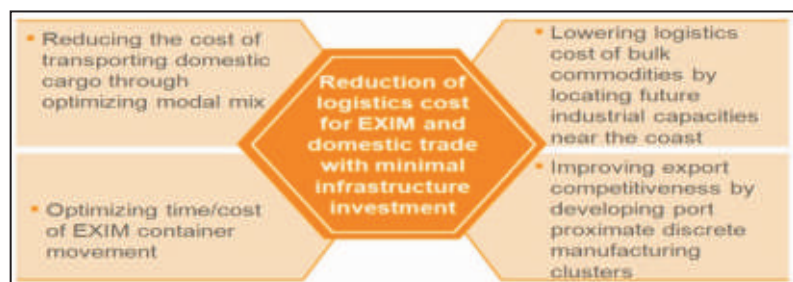 • Reducing the cost of
transporting domestic
cargo through
optimizing modal mix
• Optimizing time/cost
of EXIM container
movement
Reduction of
logistics cost
for EXIM and
domestic trade
with minimal
infrastructure
investment
• Lowering logistics
cost of bulk
commodities by
locating future
industrial capacities
near the coast
• Improving export
competitiveness by
developing port
proximate discrete
manufacturing
clusters